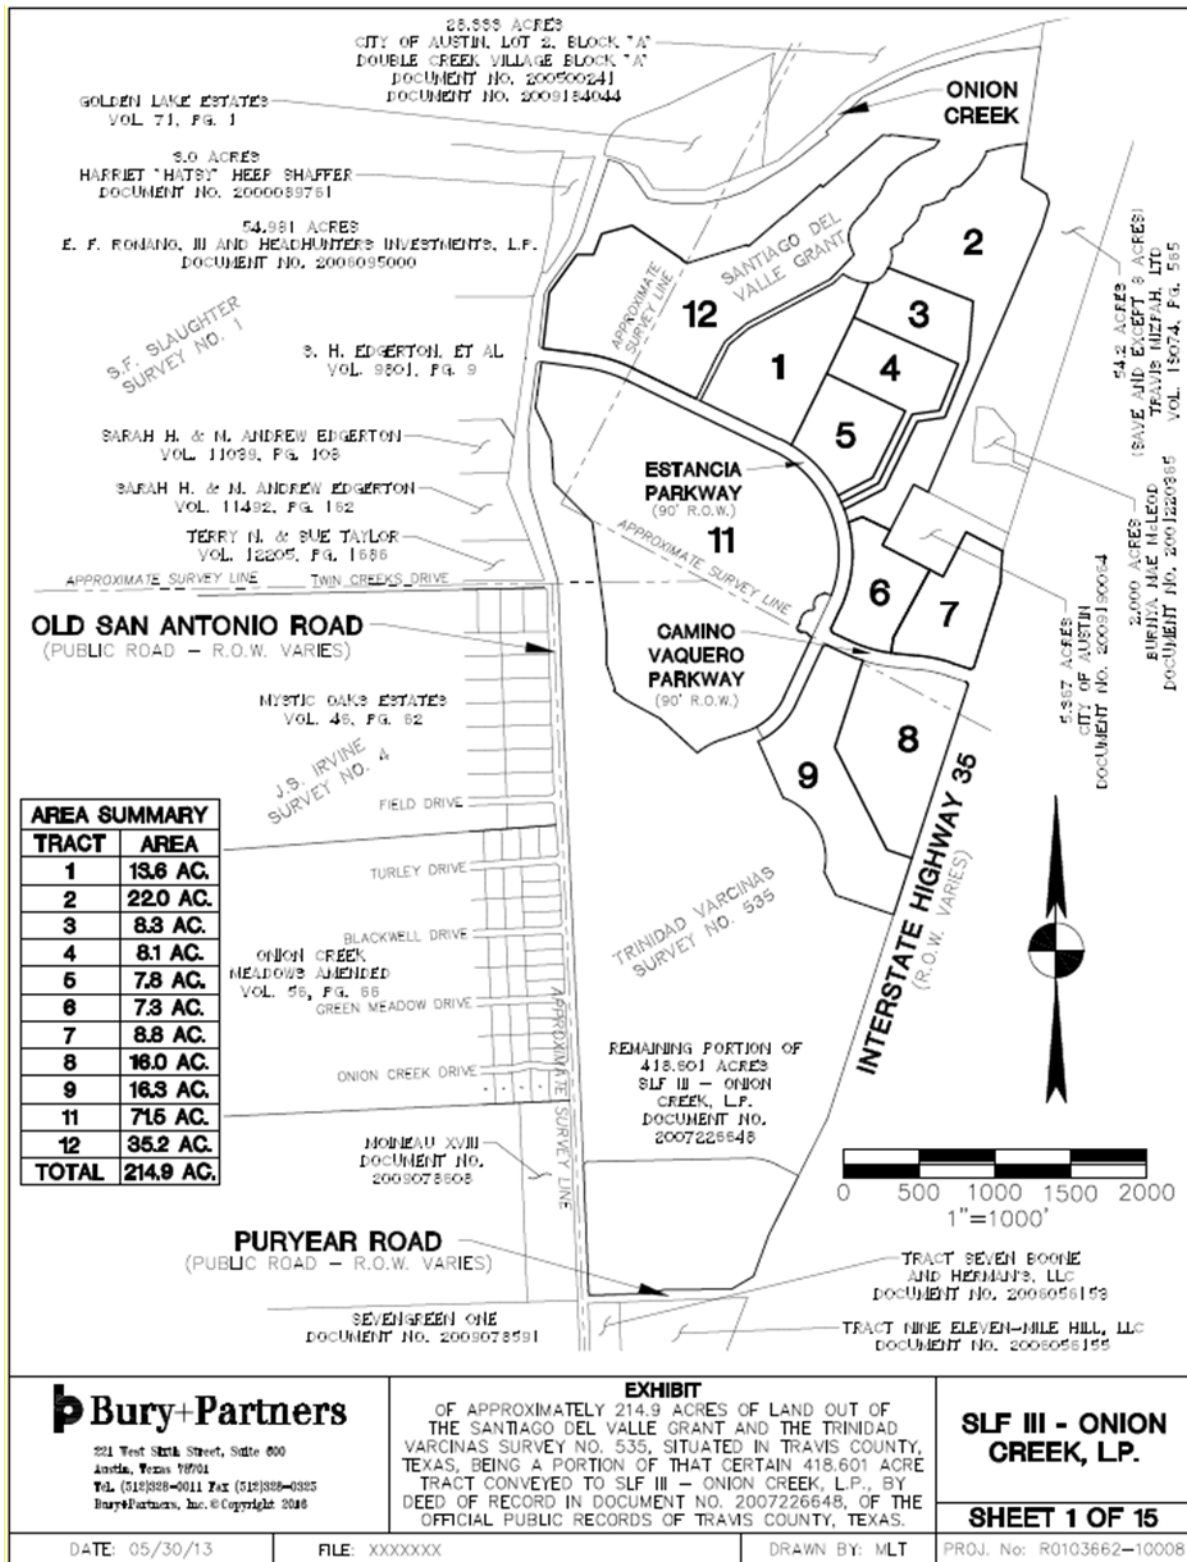 28.333 ACRES
CITY OF AUSTIN, LOT 2, BLOCK "A"
DOUBLE CREEK VILLAGE BLOCK "A"
DOCUMENT NO. 200500241
DOCUMENT NO. 2009184044
GOLDEN LAKE ESTATES
VOL. 71, PG. 1
ONION
CREEK
3.0 ACRES
HARRIET "HATSY" HEEP SHAFFER
DOCUMENT NO. 2000089761
54.981 ACRES
E. F. ROMANO, III AND HEADHUNTERS INVESTMENTS, L.P.
DOCUMENT NO. 2006095000
S.F. SLAUGHTER
SURVEY NO. 1
SANTIAGO DEL
VALLE GRANT
APPROXIMATE
SURVEY LINE
2
3
12
1
4
5
S. H. EDGERTON, ET AL
VOL. 9801, PG. 9
54.2 ACRES
(SAVE AND EXCEPT 8 ACRES)
TRAVIS MIZPAH, LTD
VOL. 13074, PG. 565
SARAH H. & M. ANDREW EDGERTON
VOL. 11039, PG. 108
SARAH H. & M. ANDREW EDGERTON
VOL. 11492, PG. 162
ESTANCIA
PARKWAY
(90' R.O.W.)
TERRY N. & SUE TAYLOR
VOL. 12205, PG. 1686
11
APPROXIMATE SURVEY LINE
2.000 ACRES
BURNYA MAE McLEOD
DOCUMENT NO. 2001220385
APPROXIMATE SURVEY LINE
TWIN CREEKS DRIVE
6
7
5.367 ACRES
CITY OF AUSTIN
DOCUMENT NO. 2009190064
OLD SAN ANTONIO ROAD
(PUBLIC ROAD – R.O.W. VARIES)
CAMINO
VAQUERO
PARKWAY
(90' R.O.W.)
MYSTIC OAKS ESTATES
VOL. 46, PG. 62
8
9
J.S. IRVINE
SURVEY NO. 4
FIELD DRIVE
INTERSTATE HIGHWAY 35
(R.O.W. VARIES)
AREA SUMMARY
TRACT AREA
1 13.6 AC.
2 22.0 AC.
3 8.3 AC.
4 8.1 AC.
5 7.8 AC.
6 7.3 AC.
7 8.8 AC.
8 16.0 AC.
9 16.3 AC.
11 71.5 AC.
12 35.2 AC.
TOTAL 214.9 AC.
TURLEY DRIVE
BLACKWELL DRIVE
TRINIDAD VARCINAS
SURVEY NO. 535
ONION CREEK
MEADOWS AMENDED
VOL. 56, PG. 66
GREEN MEADOW DRIVE
ONION CREEK DRIVE
APPROXIMATE SURVEY LINE
REMAINING PORTION OF
418.601 ACRES
SLF III – ONION
CREEK, L.P.
DOCUMENT NO.
2007226648
MOINEAU XVIII
DOCUMENT NO.
2009078608
0 500 1000 1500 2000
1"=1000'
PURYEAR ROAD
(PUBLIC ROAD – R.O.W. VARIES)
TRACT SEVEN BOONE
AND HERMAN'S, LLC
DOCUMENT NO. 2006056153
SEVENGREEN ONE
DOCUMENT NO. 2009078591
TRACT NINE ELEVEN–MILE HILL, LLC
DOCUMENT NO. 2006056155
Bury+Partners
221 West Sixth Street, Suite 600
Austin, Texas 78701
Tel. (512)328-0011 Fax (512)328-0325
Bury+Partners, Inc. © Copyright 2016
EXHIBIT
OF APPROXIMATELY 214.9 ACRES OF LAND OUT OF
THE SANTIAGO DEL VALLE GRANT AND THE TRINIDAD
VARCINAS SURVEY NO. 535, SITUATED IN TRAVIS COUNTY,
TEXAS, BEING A PORTION OF THAT CERTAIN 418.601 ACRE
TRACT CONVEYED TO SLF III – ONION CREEK, L.P., BY
DEED OF RECORD IN DOCUMENT NO. 2007226648, OF THE
OFFICIAL PUBLIC RECORDS OF TRAVIS COUNTY, TEXAS.
SLF III - ONION
CREEK, L.P.
SHEET 1 OF 15
DATE: 05/30/13
FILE: XXXXXXX
DRAWN BY: MLT
PROJ. No: R0103662–10008